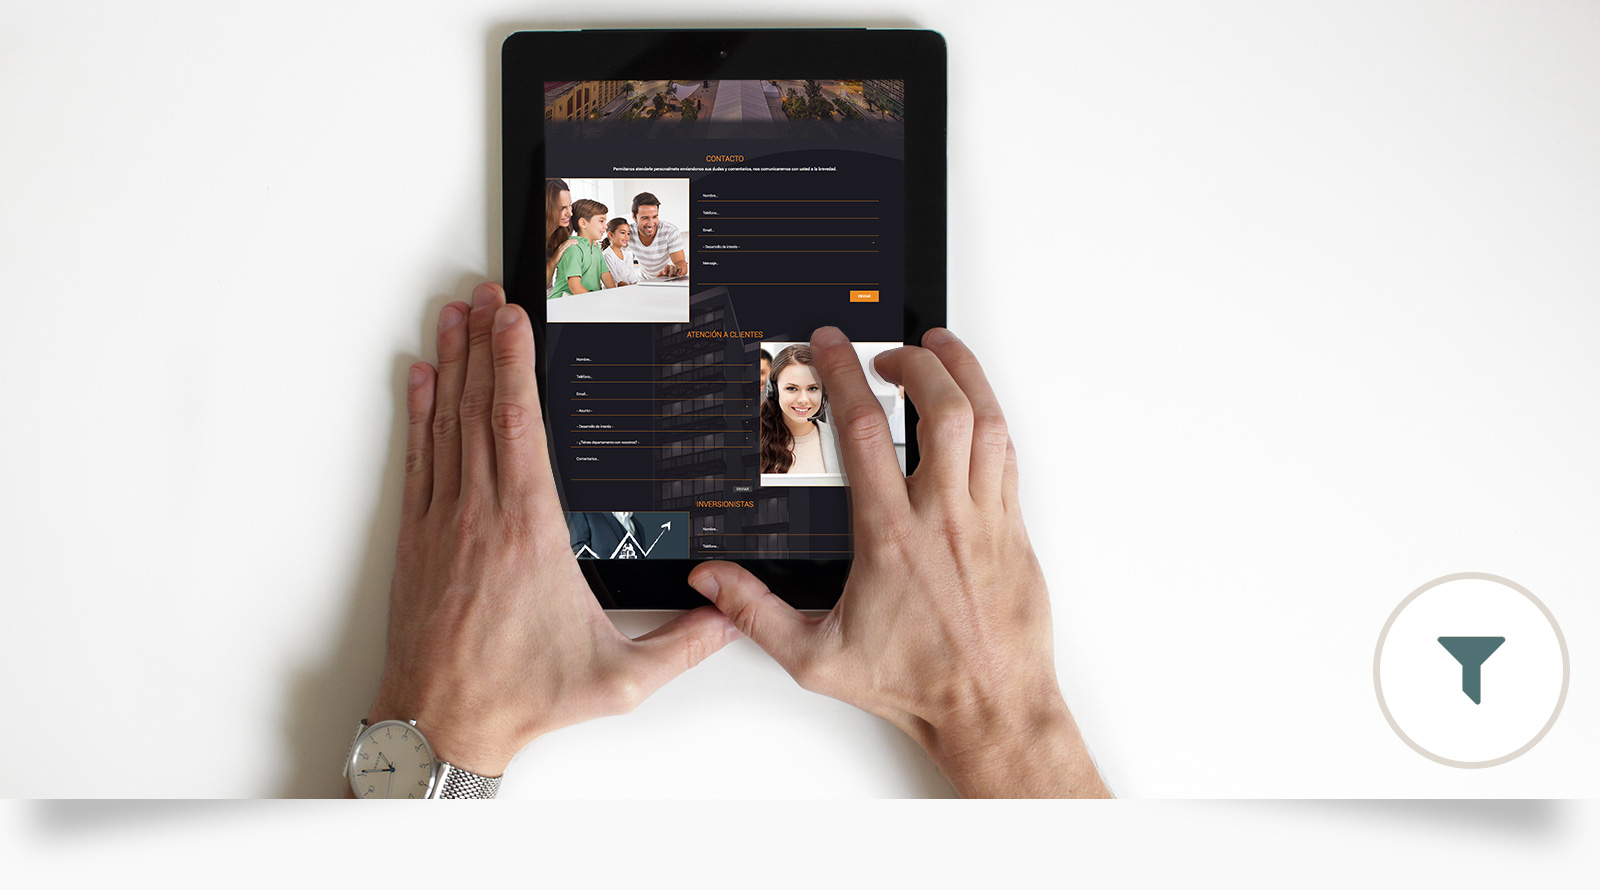 CONTACTO
Permítanos atenderle personalmete enviandonos sus dudas y comentarios, nos comunicaremos con usted a la brevedad.
Nombre...
Teléfono...
Email...
- Desarrollo de interés -
Mensaje...
ENVIAR
ATENCIÓN A CLIENTES
Nombre...
Teléfono...
Email...
- Asunto -
- Desarrollo de interés -
- ¿Tienes departamento con nosotros? -
Comentarios...
ENVIAR
INVERSIONISTAS
Nombre...
Teléfono...